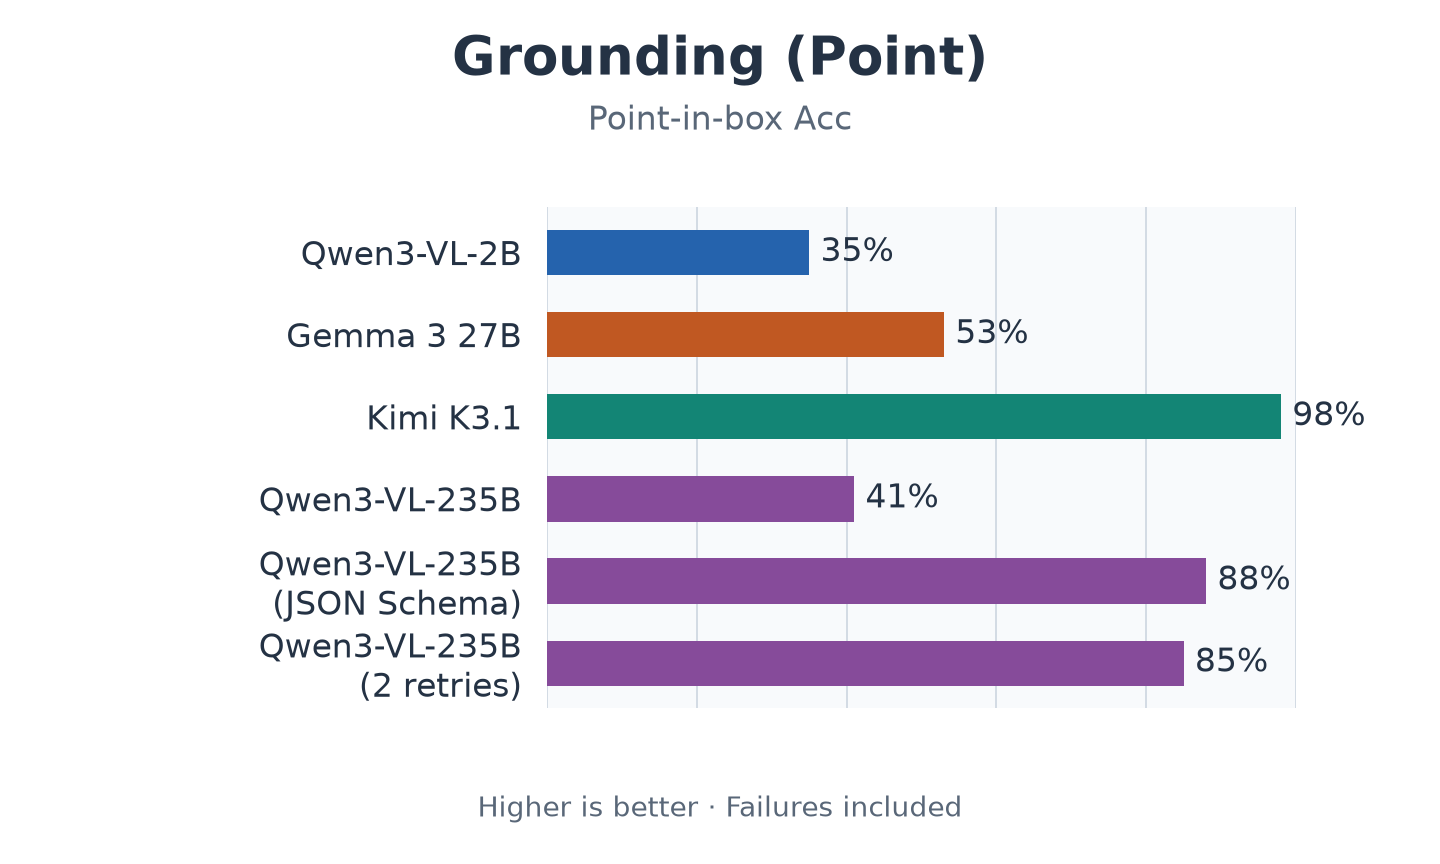 Grounding (Point)
Point-in-box Acc
Qwen3-VL-2B
35%
Gemma 3 27B
53%
Kimi K3.1
98%
Qwen3-VL-235B
41%
Qwen3-VL-235B
(JSON Schema)
88%
Qwen3-VL-235B
(2 retries)
85%
Higher is better · Failures included